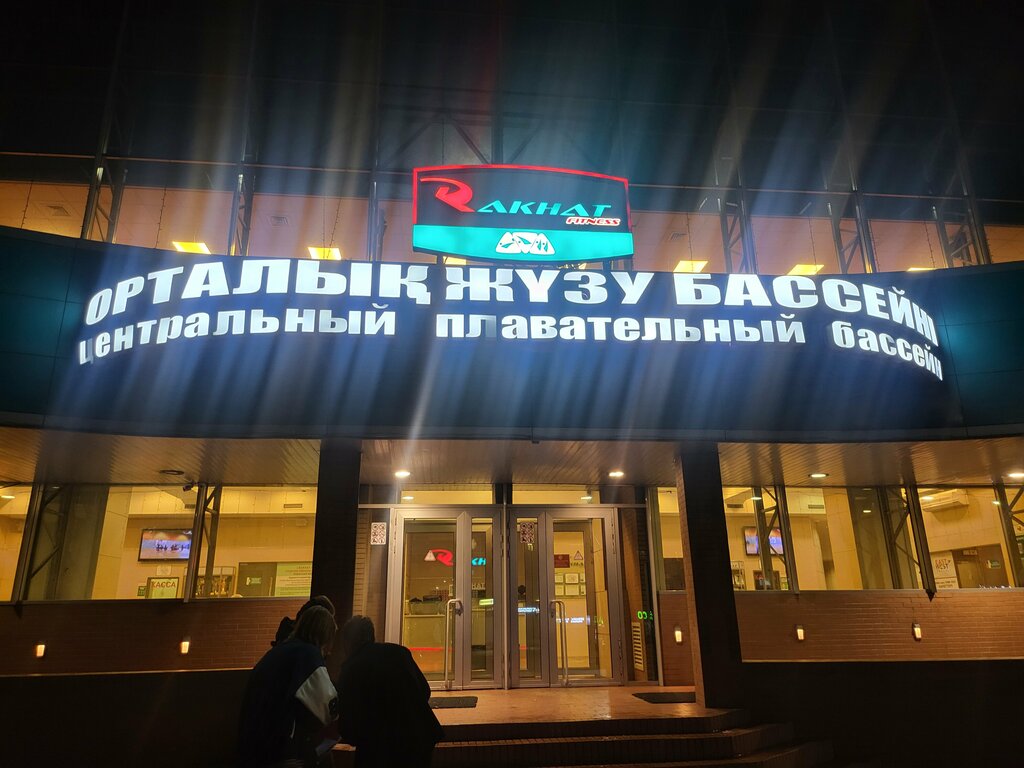 RAKHAT
FITNESS
ОРТАЛЫҚ ЖҮЗУ БАССЕЙНІ
центральный плавательный бассейн
КАССА